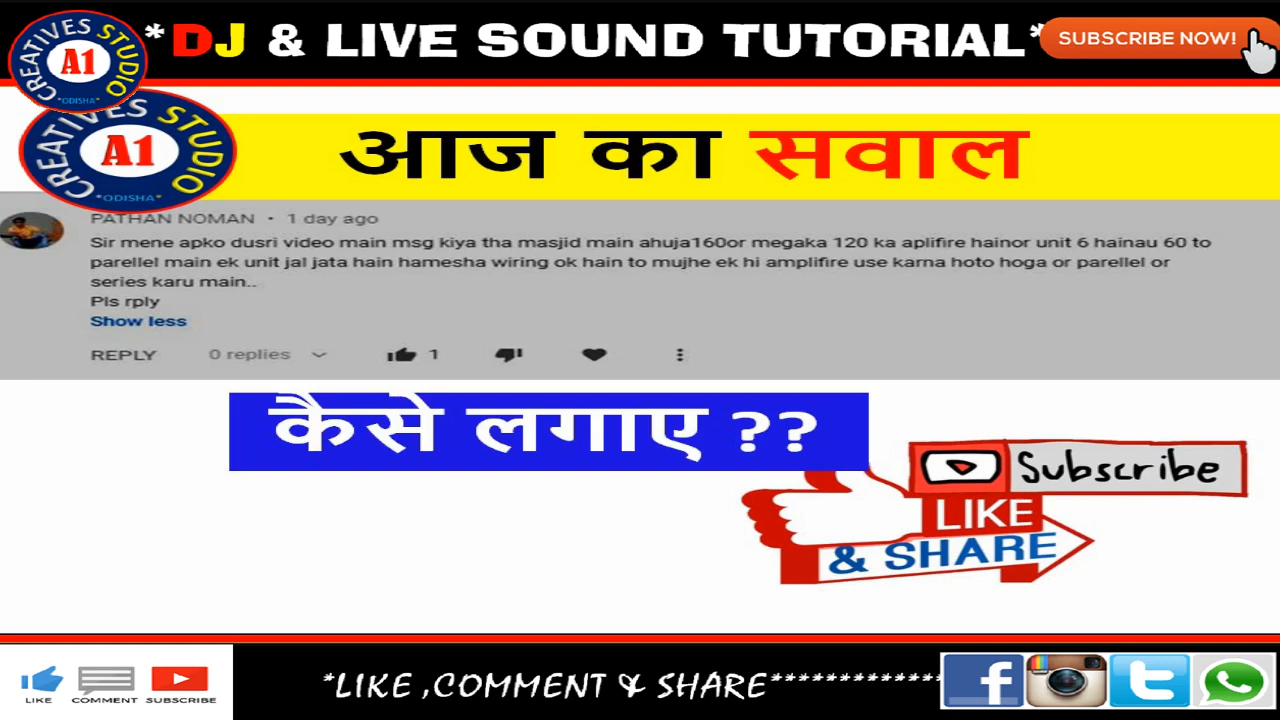 *DJ & LIVE SOUND TUTORIAL*
SUBSCRIBE NOW!
CREATIVES STUDIO
A1
*ODISHA*
CREATIVES STUDIO
A1
*ODISHA*
आज का सवाल
PATHAN NOMAN • 1 day ago
Sir mene apko dusri video main msg kiya tha masjid main ahuja160or megaka 120 ka aplifire hainor unit 6 hainau 60 to
parellel main ek unit jal jata hain hamesha wiring ok hain to mujhe ek hi amplifire use karna hoto hoga or parellel or
series karu main..
Pls rply
Show less
REPLY 0 replies 1
कैसे लगाए ??
Subscribe
LIKE
& SHARE
LIKE COMMENT SUBSCRIBE
*LIKE ,COMMENT & SHARE************